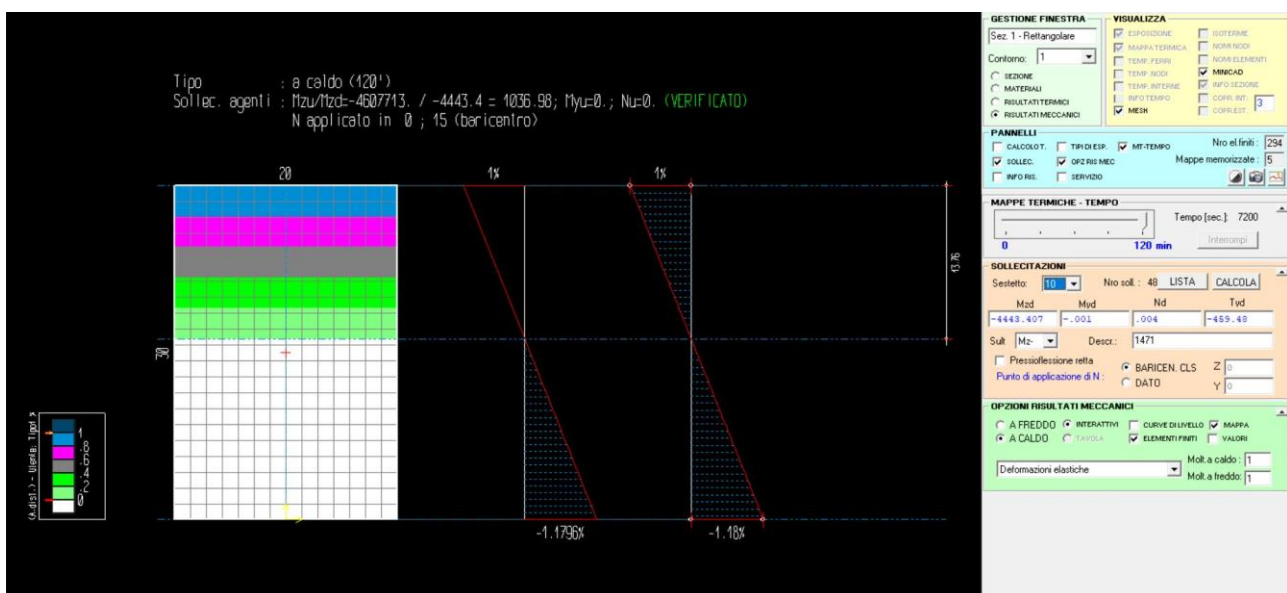 Tipo : a caldo (120')
Sollec. agenti : Mzu/Mzd=-4607713. / -4443.4 = 1036.98; Myu=0.; Nu=0. (VERIFICATO)
N applicato in 0 ; 15 (baricentro)
20
1%
1%
13.76
30
1
.8
.6
.4
.2
0
-1.1796%
-1.18%
GESTIONE FINESTRA
Sez. 1 - Rettangolare
Contorno: 1
SEZIONE
MATERIALI
RISULTATI TERMICI
RISULTATI MECCANICI
VISUALIZZA
ESPOSIZIONE
ISOTERME
MAPPA TERMICA
NOMI NODI
TEMP. FERRI
NOMI ELEMENTI
TEMP. NODI
MINICAD
TEMP. INTERNE
INFO SEZIONE
INFO TEMPO
COPR. INT.
3
MESH
COPR.EST.
PANNELLI
CALCOLO T.
TIPI DI ESP.
MT-TEMPO
Nro el.finiti : 294
SOLLEC.
OPZ RIS MEC
Mappe memorizzate : 5
INFO RIS.
SERVIZIO
MAPPE TERMICHE - TEMPO
Tempo [sec.]: 7200
0
120 min
Interrompi
SOLLECITAZIONI
Sestetto: 10
Nro soll. : 48
LISTA
CALCOLA
Mzd Myd Nd Tyd
-4443.407 -.001 .004 -459.48
Sult Mz-
Descr.: 1471
Pressioflessione retta
Punto di applicazione di N :
BARICEN. CLS
Z 0
DATO
Y 0
OPZIONI RISULTATI MECCANICI
A FREDDO
INTERATTIVI
CURVE DI LIVELLO
MAPPA
A CALDO
TAVOLA
ELEMENTI FINITI
VALORI
Deformazioni elastiche
Molt.a caldo : 1
Molt.a freddo: 1